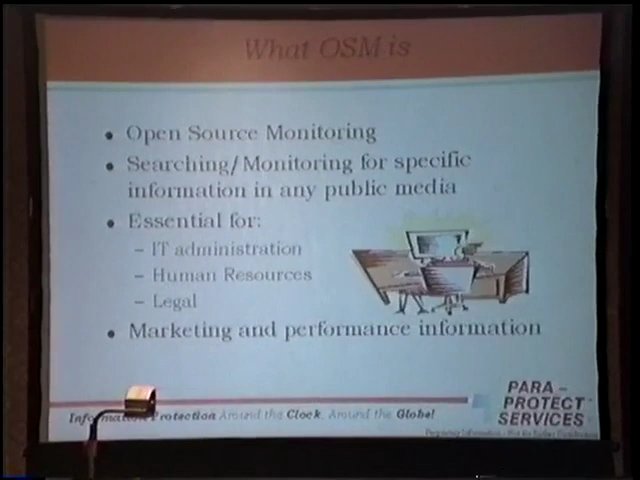 What OSM is
• Open Source Monitoring
• Searching/Monitoring for specific
information in any public media
• Essential for:
– IT administration
– Human Resources
– Legal
• Marketing and performance information
Information Protection Around the Clock, Around the Globe!
PARA –
PROTECT
SERVICES